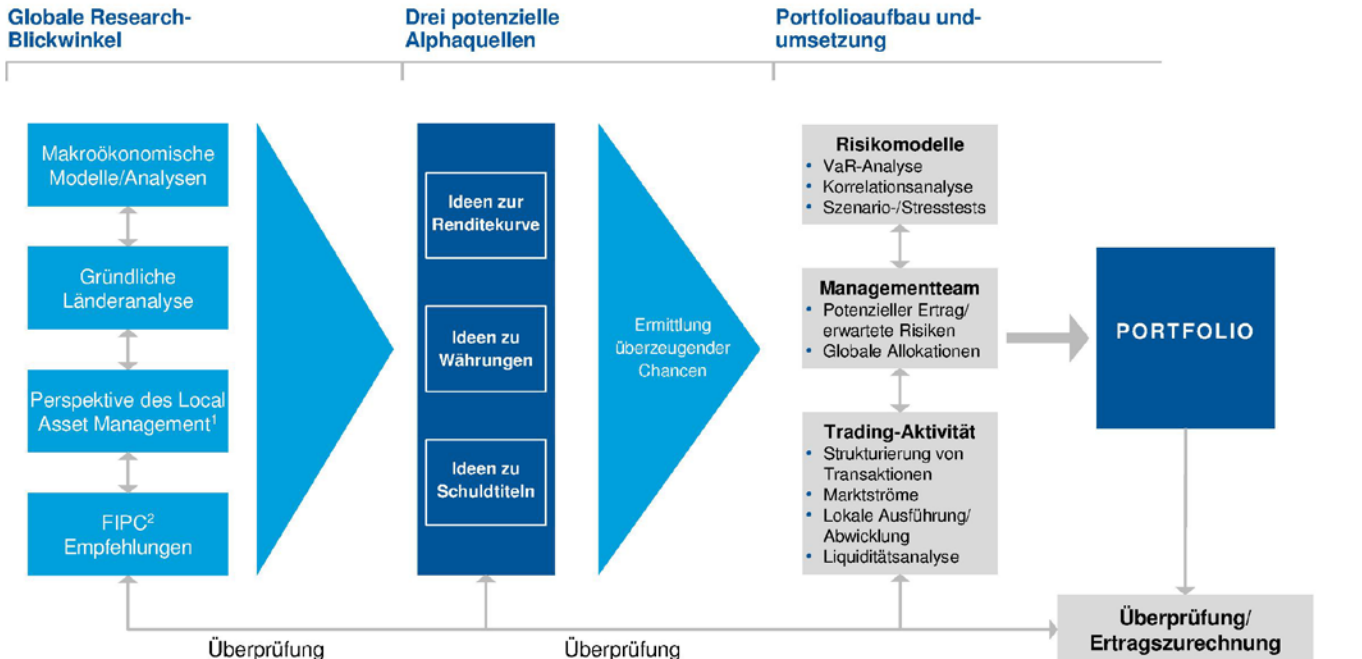 Globale Research-
Blickwinkel
Drei potenzielle
Alphaquellen
Portfolioaufbau und-
umsetzung
Makroökonomische
Modelle/Analysen
Gründliche
Länderanalyse
Perspektive des Local
Asset Management¹
FIPC²
Empfehlungen
Ideen zur
Renditekurve
Ideen zu
Währungen
Ideen zu
Schuldtiteln
Ermittlung
überzeugender
Chancen
Risikomodelle
• VaR-Analyse
• Korrelationsanalyse
• Szenario-/Stresstests
Managementteam
• Potenzieller Ertrag/
erwartete Risiken
• Globale Allokationen
Trading-Aktivität
• Strukturierung von
Transaktionen
• Marktströme
• Lokale Ausführung/
Abwicklung
• Liquiditätsanalyse
PORTFOLIO
Überprüfung/
Ertragszurechnung
Überprüfung
Überprüfung